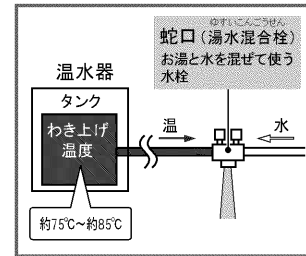 ゆすいこんごうせん
蛇口(湯水混合栓)
お湯と水を混ぜて使う
水栓
温水器
タンク
わき上げ
温度
温
水
約75℃～約85℃